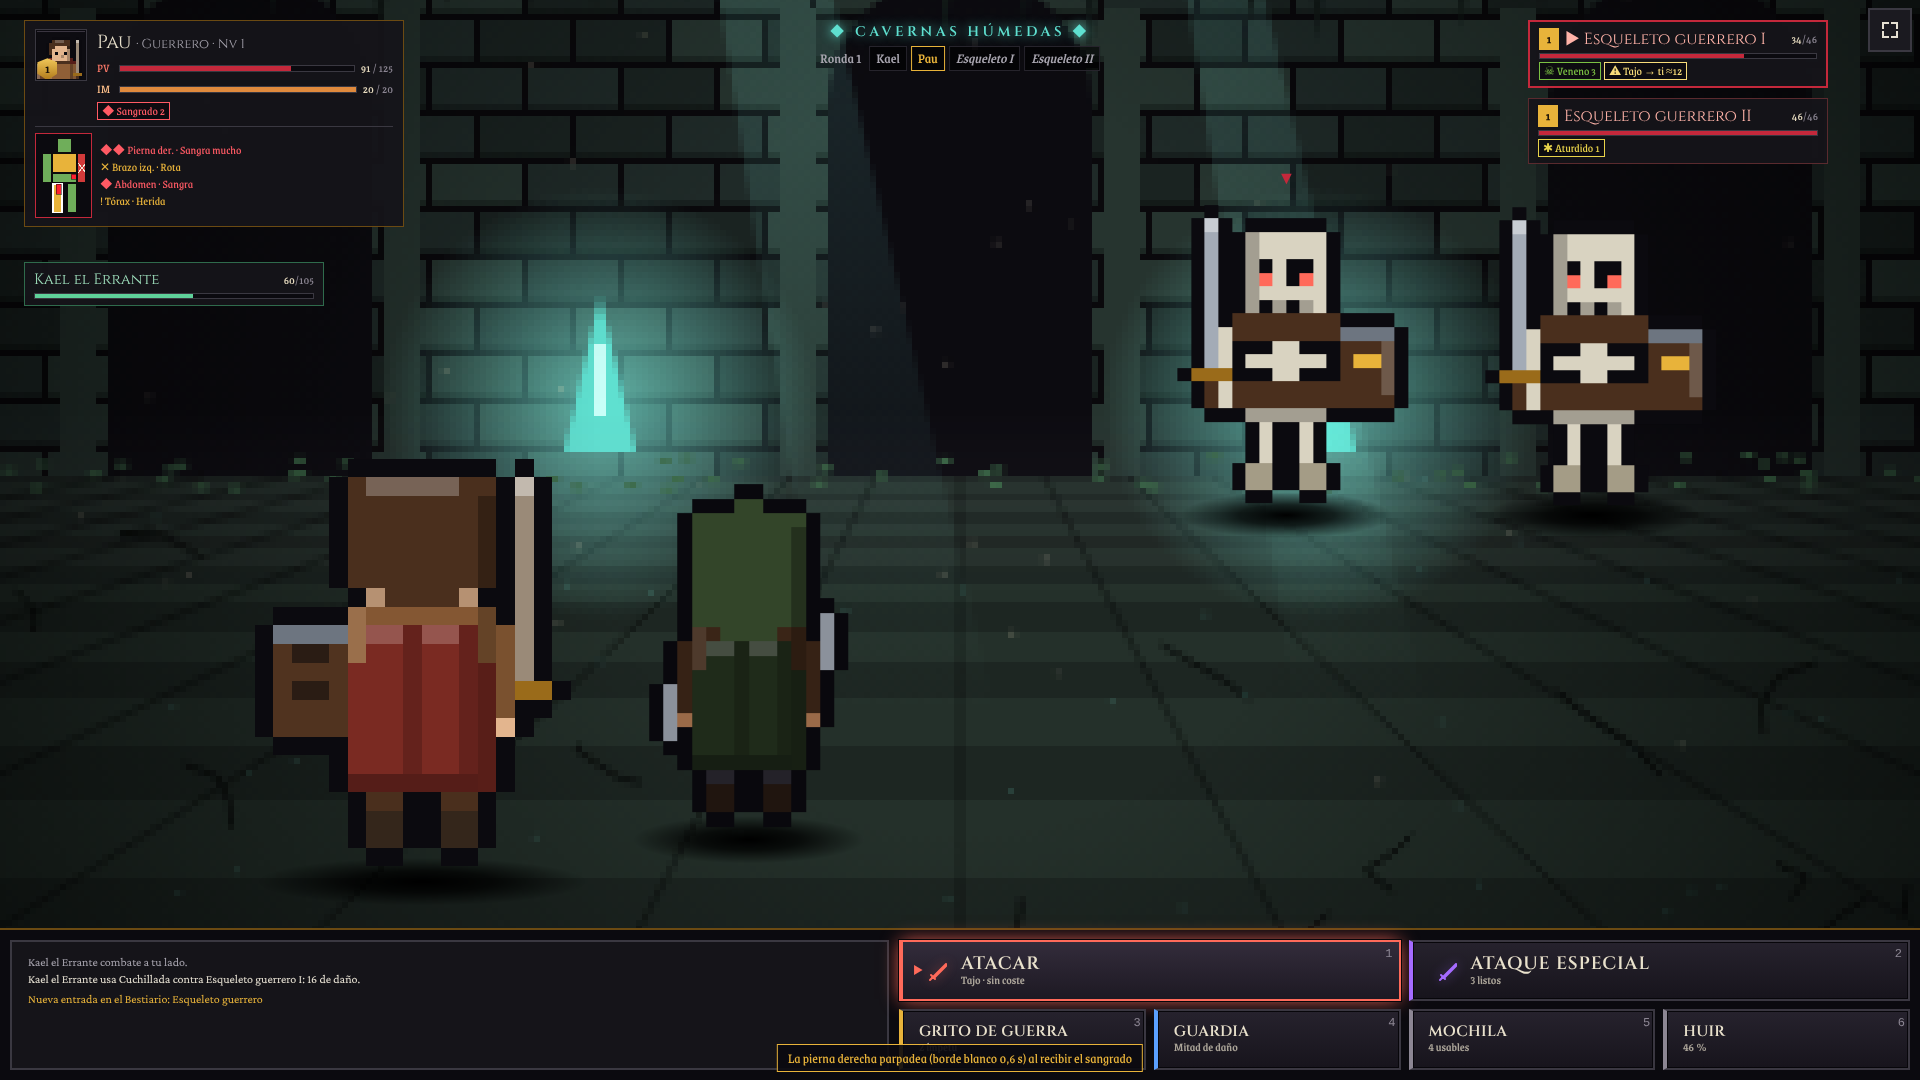 PAU · GUERRERO · NV 1
1
PV 91 / 125
IM 20 / 20
Sangrado 2
Pierna der. · Sangra mucho
Brazo izq. · Rota
Abdomen · Sangra
! Tórax · Herida
KAEL EL ERRANTE 60/105
CAVERNAS HÚMEDAS
Ronda 1 Kael Pau Esqueleto I Esqueleto II
1 ESQUELETO GUERRERO I 34/46
Veneno 3 Tajo → ti ≈12
1 ESQUELETO GUERRERO II 46/46
Aturdido 1
Kael el Errante combate a tu lado.
Kael el Errante usa Cuchillada contra Esqueleto guerrero I: 16 de daño.
Nueva entrada en el Bestiario: Esqueleto guerrero
ATACAR 1
Tajo · sin coste
ATAQUE ESPECIAL 2
3 listos
GRITO DE GUERRA 3
GUARDIA 4
Mitad de daño
MOCHILA 5
4 usables
HUIR 6
46 %
La pierna derecha parpadea (borde blanco 0,6 s) al recibir el sangrado